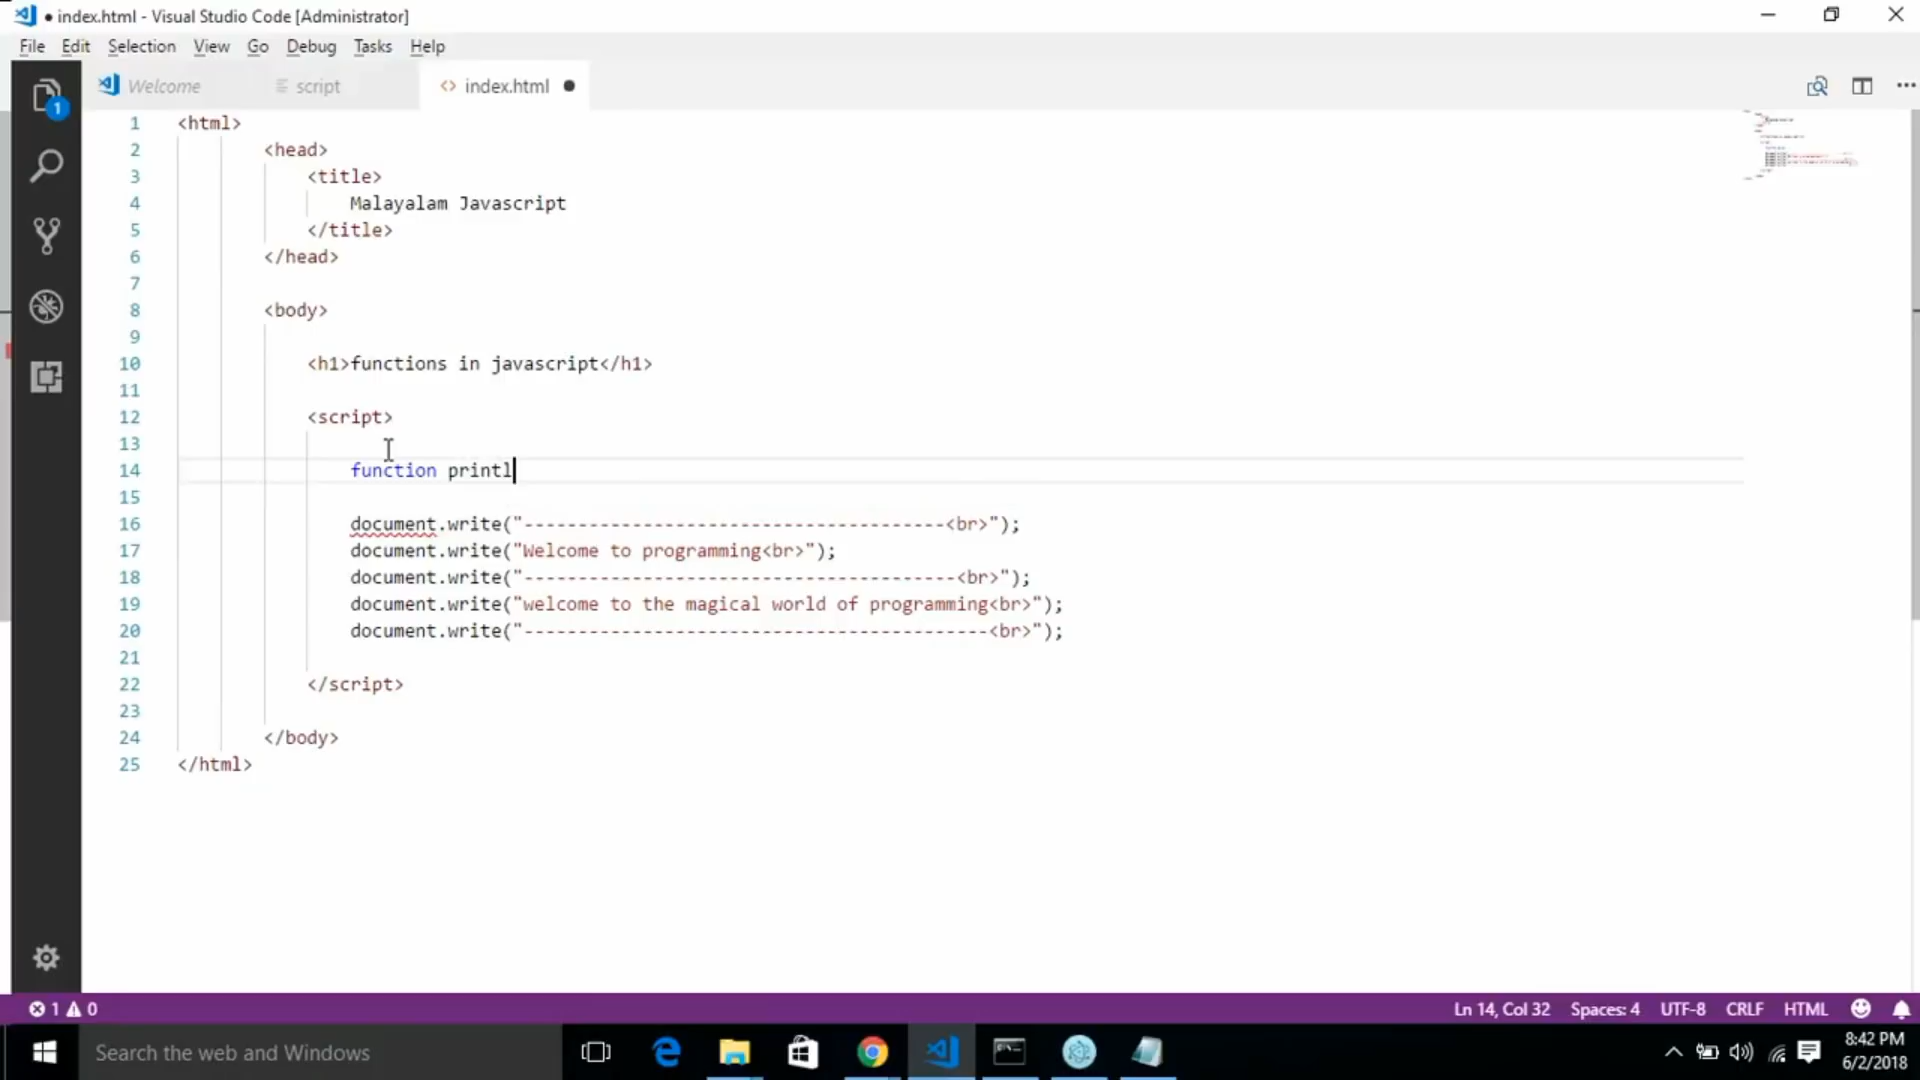 ● index.html - Visual Studio Code [Administrator]
File Edit Selection View Go Debug Tasks Help
Welcome script index.html ●
1 <html>
2 <head>
3 <title>
4 Malayalam Javascript
5 </title>
6 </head>
7
8 <body>
9
10 <h1>functions in javascript</h1>
11
12 <script>
13
14 function printl
15
16 document.write("---------------------------------------<br>");
17 document.write("Welcome to programming<br>");
18 document.write("----------------------------------------<br>");
19 document.write("welcome to the magical world of programming<br>");
20 document.write("-------------------------------------------<br>");
21
22 </script>
23
24 </body>
25 </html>
1
1 0 Ln 14, Col 32 Spaces: 4 UTF-8 CRLF HTML
Search the web and Windows
8:42 PM
6/2/2018